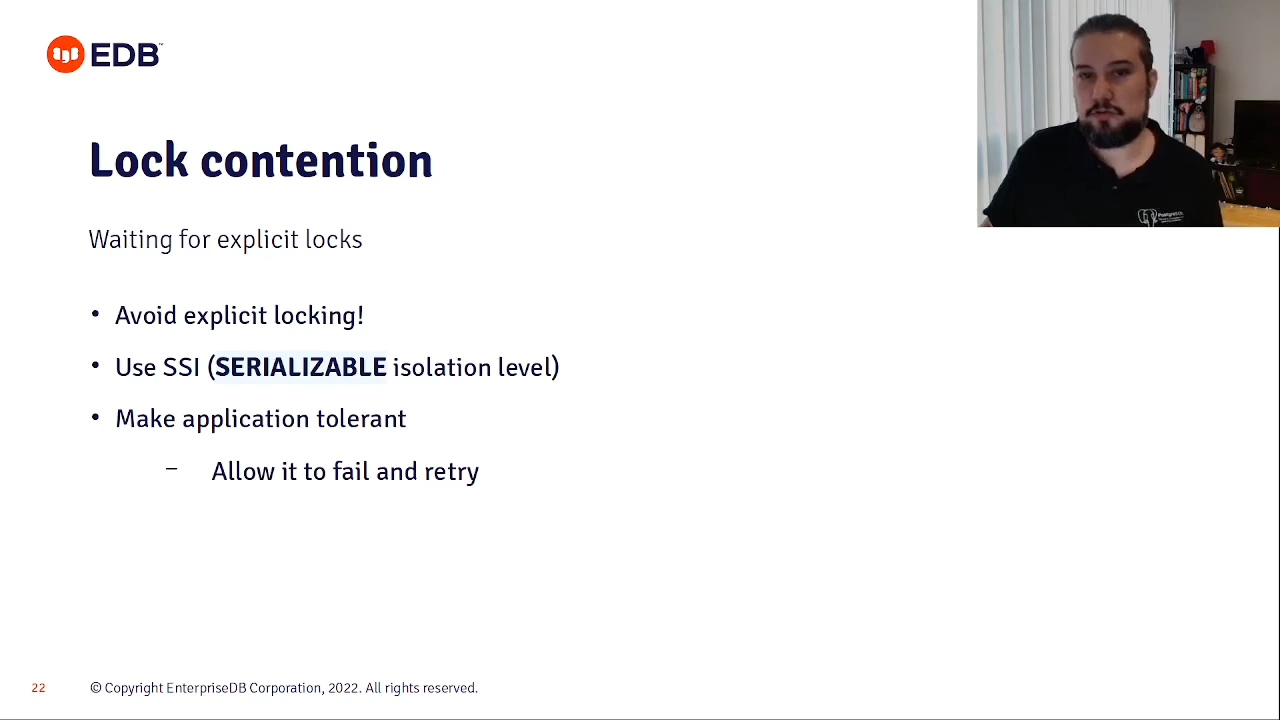 EDB™
Lock contention
Waiting for explicit locks
• Avoid explicit locking!
• Use SSI (SERIALIZABLE isolation level)
• Make application tolerant
– Allow it to fail and retry
22
© Copyright EnterpriseDB Corporation, 2022. All rights reserved.